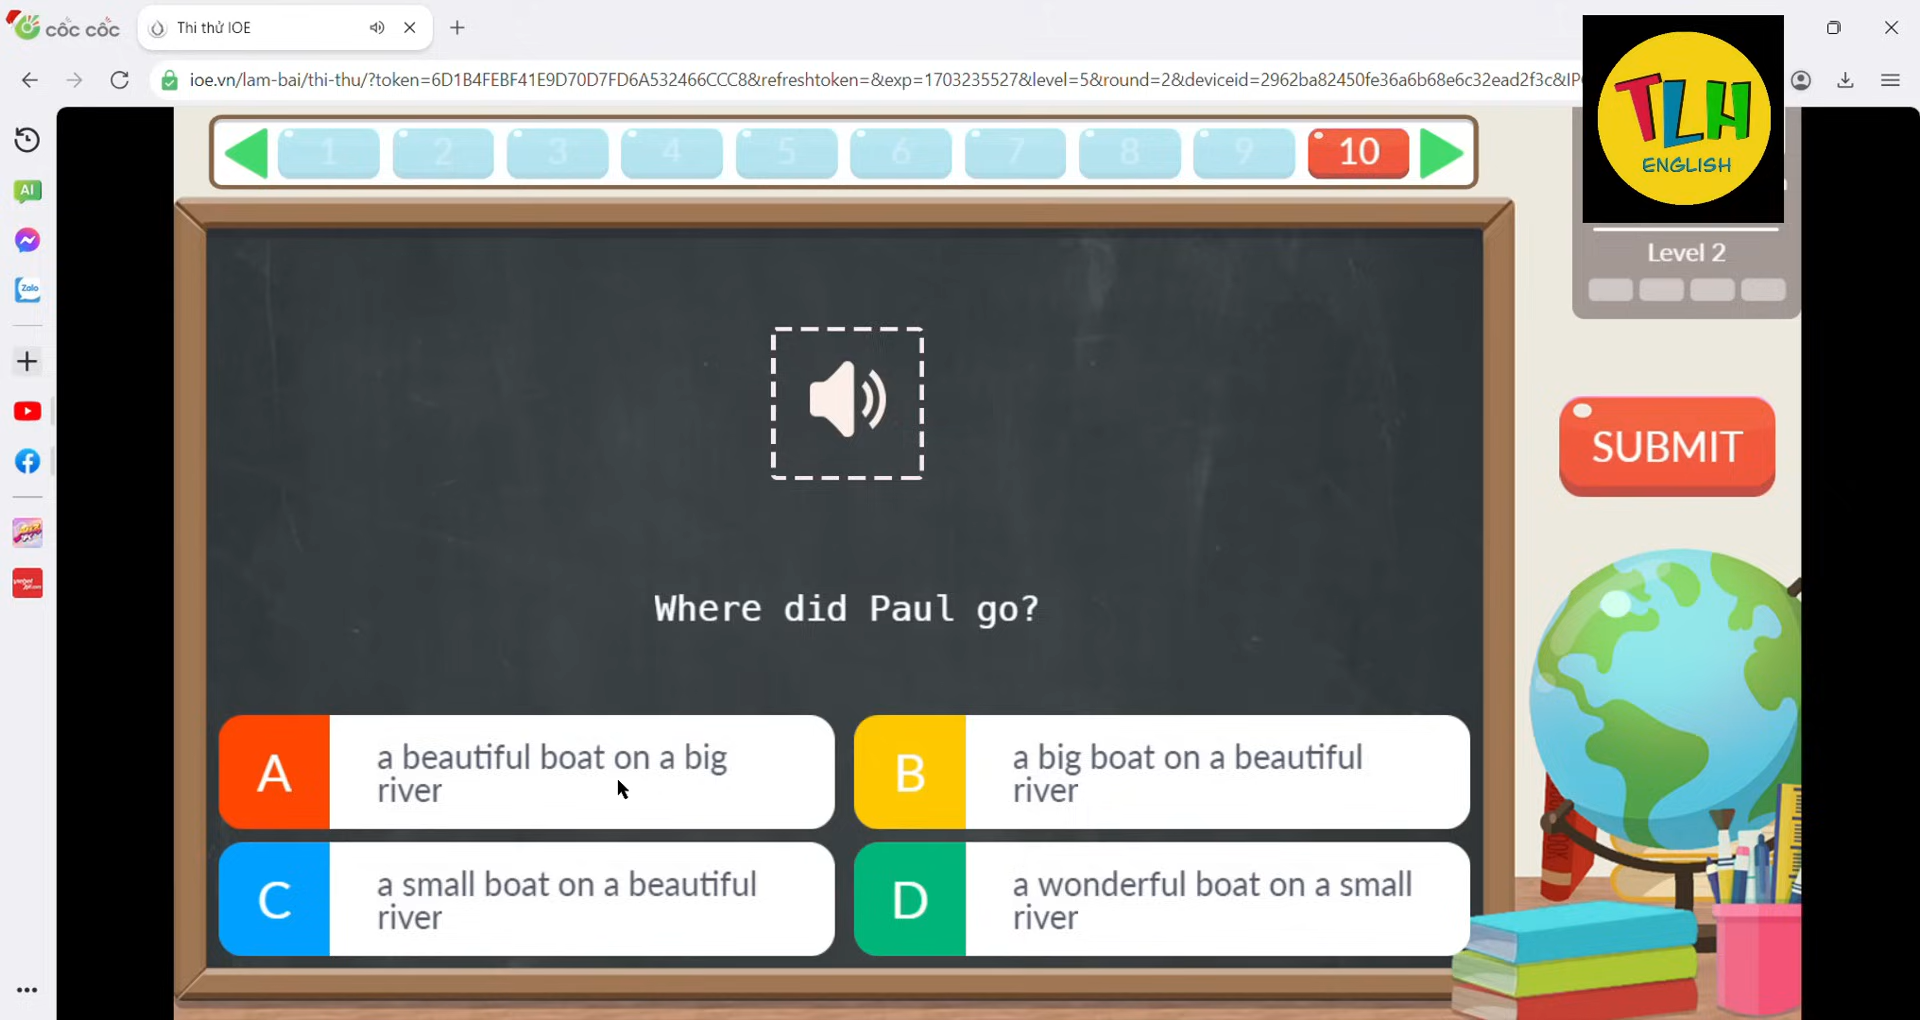 cốc cốc
Thi thử IOE
ioe.vn/lam-bai/thi-thu/?token=6D1B4FEBF41E9D70D7FD6A532466CCC8&refreshtoken=&exp=1703235527&level=5&round=2&deviceid=2962ba82450fe36a6b68e6c32ead2f3c&IP
TLH
ENGLISH
AI
Zalo
1 2 3 4 5 6 7 8 9 10
Level 2
SUBMIT
Where did Paul go?
A
a beautiful boat on a big
river
B
a big boat on a beautiful
river
C
a small boat on a beautiful
river
D
a wonderful boat on a small
river